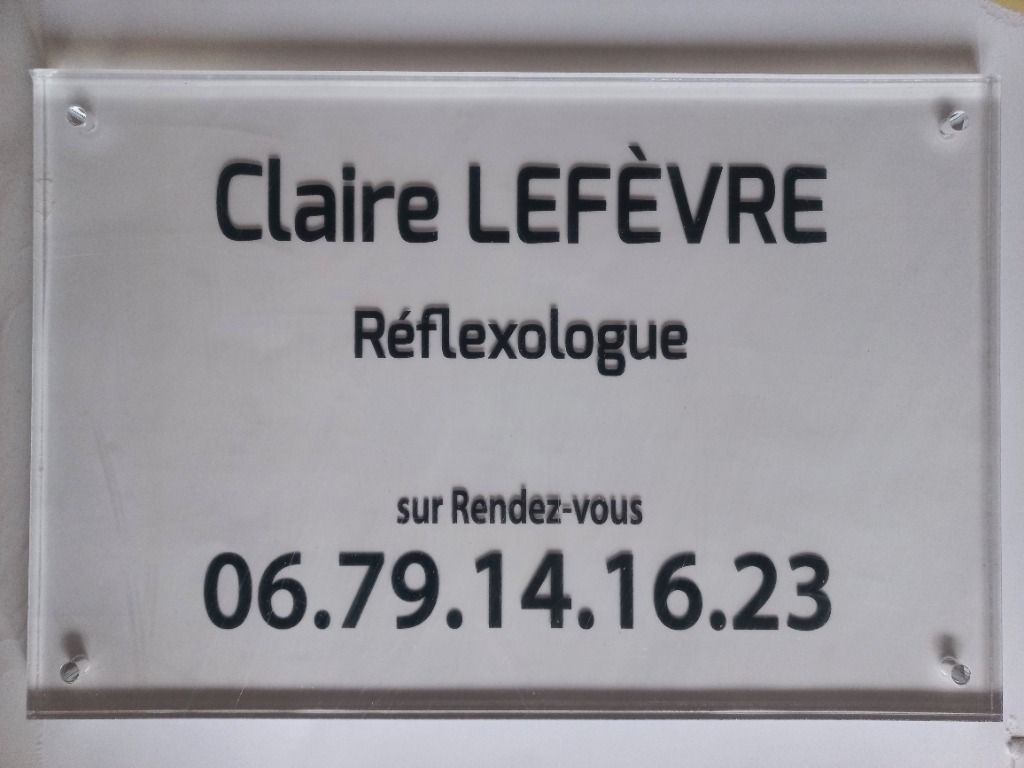 Claire LEFÈVRE
Réflexologue
sur Rendez-vous
06.79.14.16.23